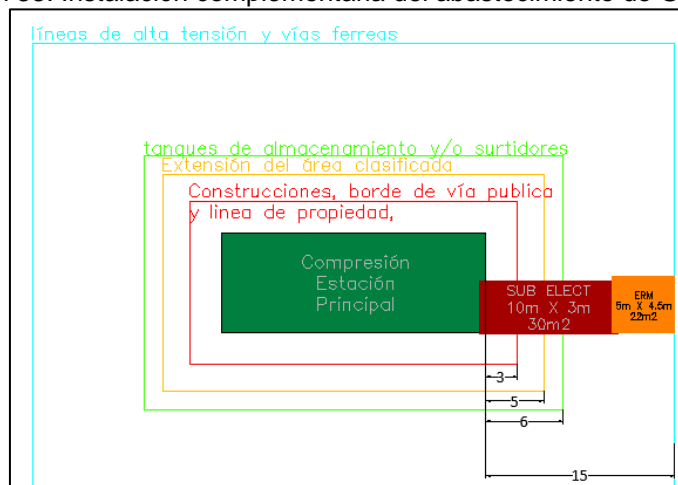 líneas de alta tensión y vías ferreas
tanques de almacenamiento y/o surtidores
Extensión del área clasificada
Construcciones, borde de vía publica
y linea de propiedad,
Compresión
Estación
Principal
SUB ELECT
10m X 3m
30m2
ERM
5m X 4.5m
22m2
3
5
6
15